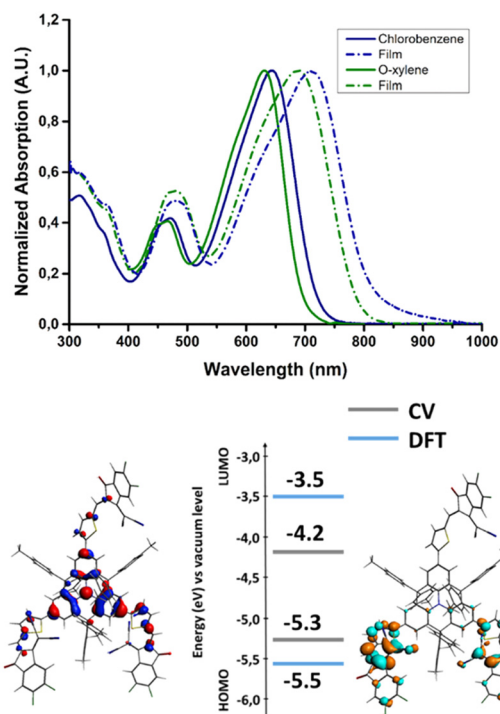 Normalized Absorption (A.U.)
1,2
1,0
0,8
0,6
0,4
0,2
0,0
Chlorobenzene
Film
O-xylene
Film
300 400 500 600 700 800 900 1000
Wavelength (nm)
CV
DFT
Energy (eV) vs vacuum level
LUMO
HOMO
-3,0
-3,5
-4,0
-4,5
-5,0
-5,5
-6,0
-3.5
-4.2
-5.3
-5.5